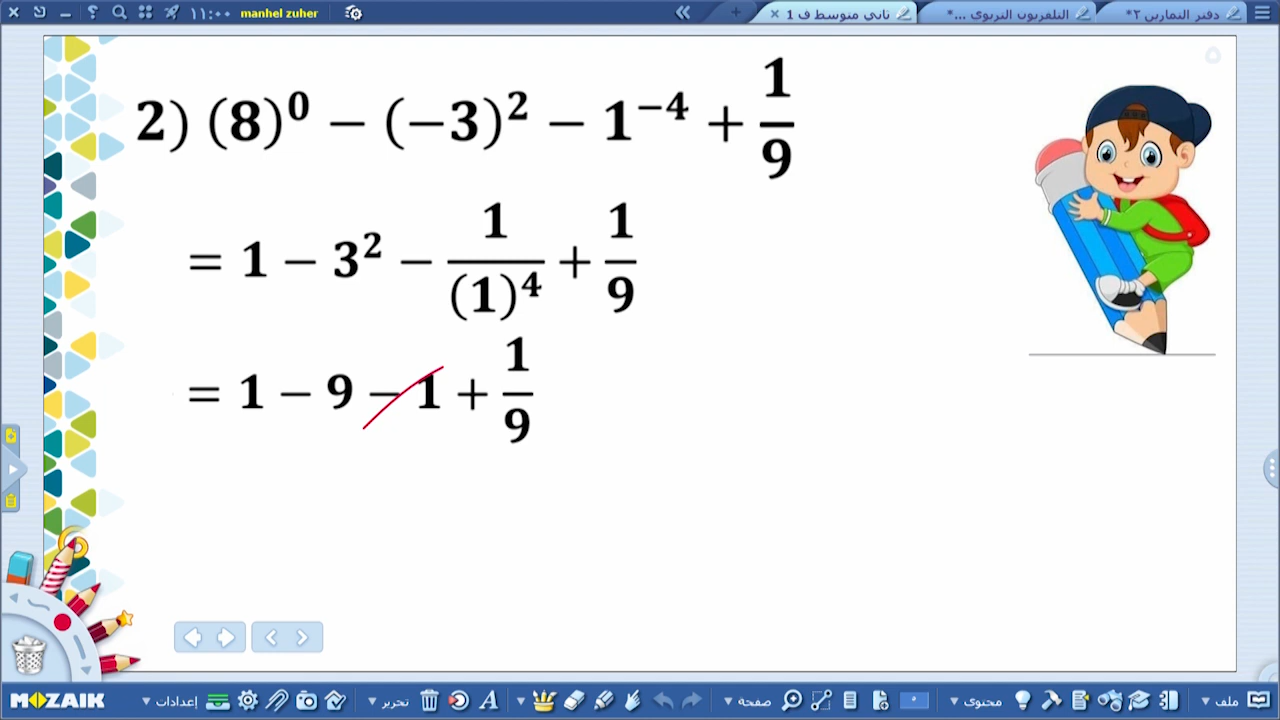 ١١:٠٠ manhel zuher
ثاني متوسط ف 1
التلفزيون التربوي ...*
دفتر التمارين ٢*
2) (8)⁰ − (−3)² − 1⁻⁴ + 1/9
= 1 − 3² − 1/(1)⁴ + 1/9
= 1 − 9 − 1 + 1/9
MOZAIK
إعدادات
تحرير
صفحة
محتوى
ملف